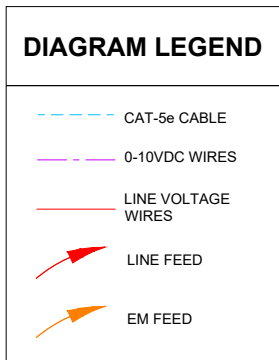 DIAGRAM LEGEND
CAT-5e CABLE
0-10VDC WIRES
LINE VOLTAGE
WIRES
LINE FEED
EM FEED